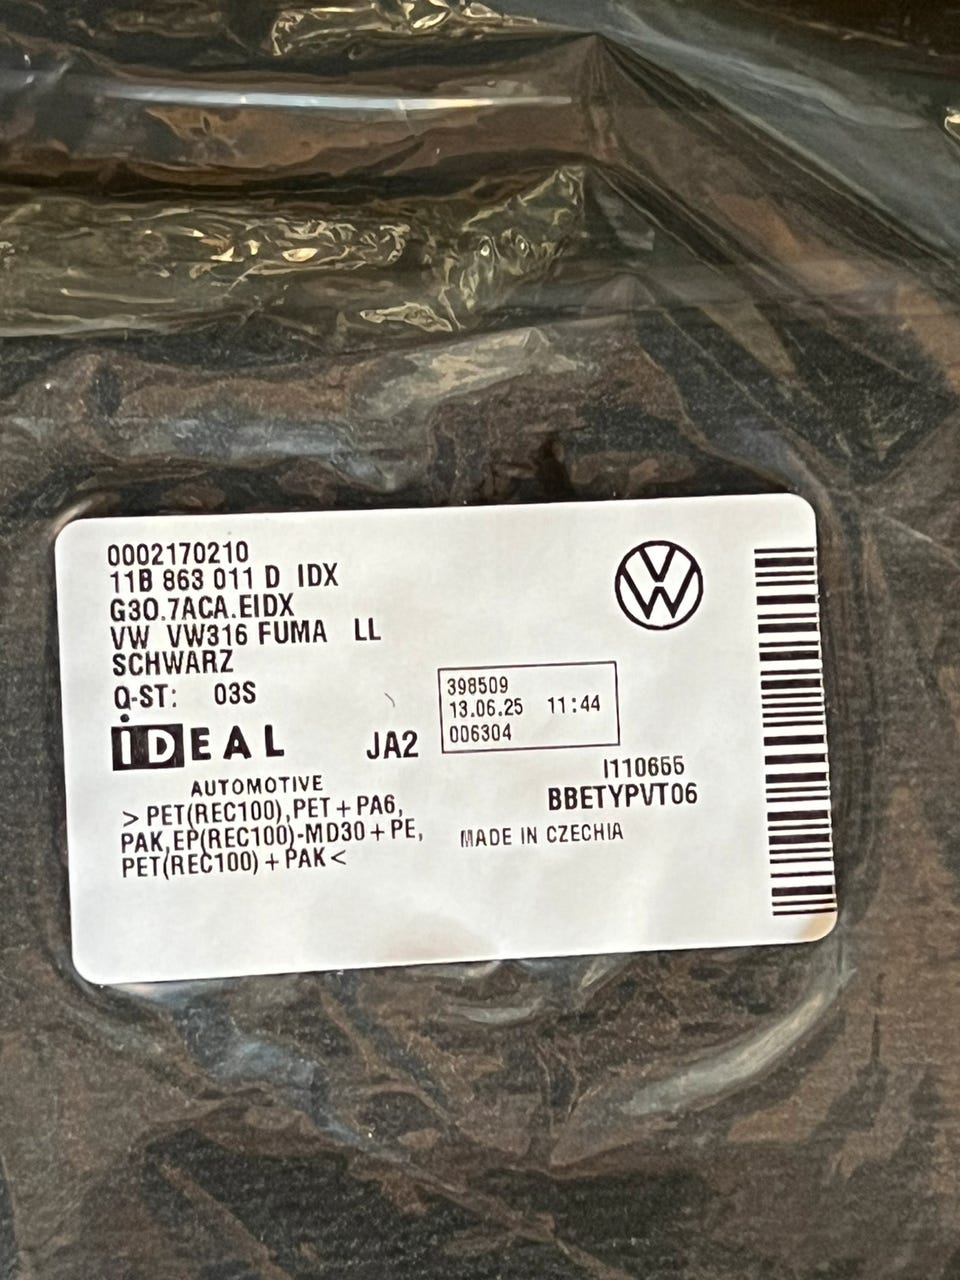 0002170210
11B 863 011 D IDX
G30.7ACA.EIDX
VW VW316 FUMA LL
SCHWARZ
Q-ST: 03S
398509
13.06.25 11:44
006304
iDEAL
AUTOMOTIVE
JA2
I110655
BBETYPVT06
> PET(REC100),PET+PA6,
PAK,EP(REC100)-MD30+PE,
PET(REC100)+PAK<
MADE IN CZECHIA